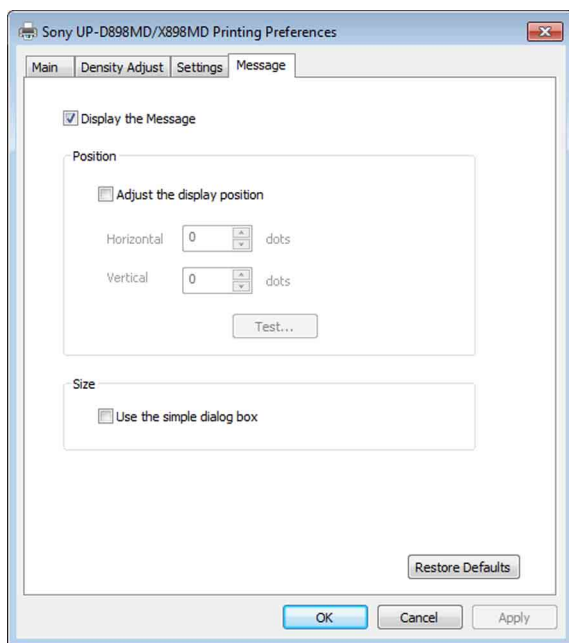 Sony UP-D898MD/X898MD Printing Preferences
Main Density Adjust Settings Message
Display the Message
Position
Adjust the display position
Horizontal 0 dots
Vertical 0 dots
Test...
Size
Use the simple dialog box
Restore Defaults
OK Cancel Apply